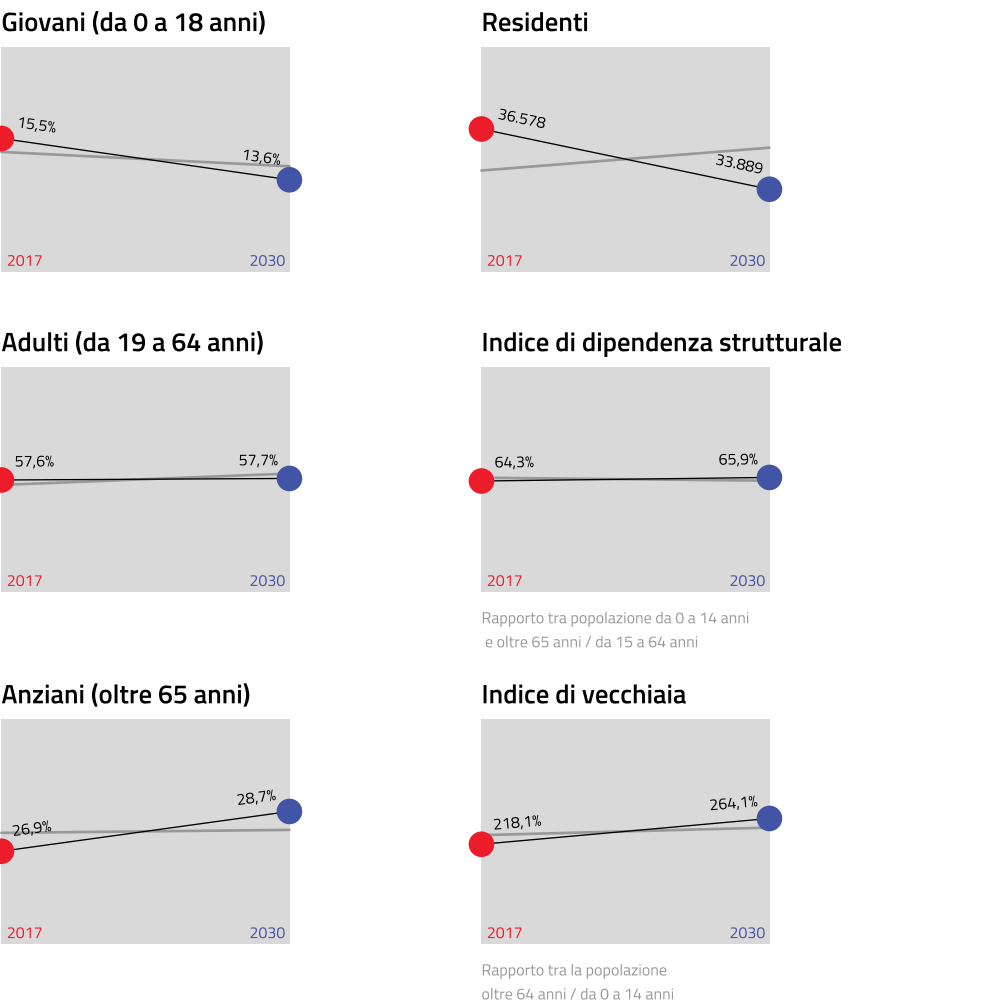 Giovani (da 0 a 18 anni)
15,5%
13,6%
2017
2030
Residenti
36.578
33.889
2017
2030
Adulti (da 19 a 64 anni)
57,6%
57,7%
2017
2030
Indice di dipendenza strutturale
64,3%
65,9%
2017
2030
Rapporto tra popolazione da 0 a 14 anni
e oltre 65 anni / da 15 a 64 anni
Anziani (oltre 65 anni)
26,9%
28,7%
2017
2030
Indice di vecchiaia
218,1%
264,1%
2017
2030
Rapporto tra la popolazione
oltre 64 anni / da 0 a 14 anni